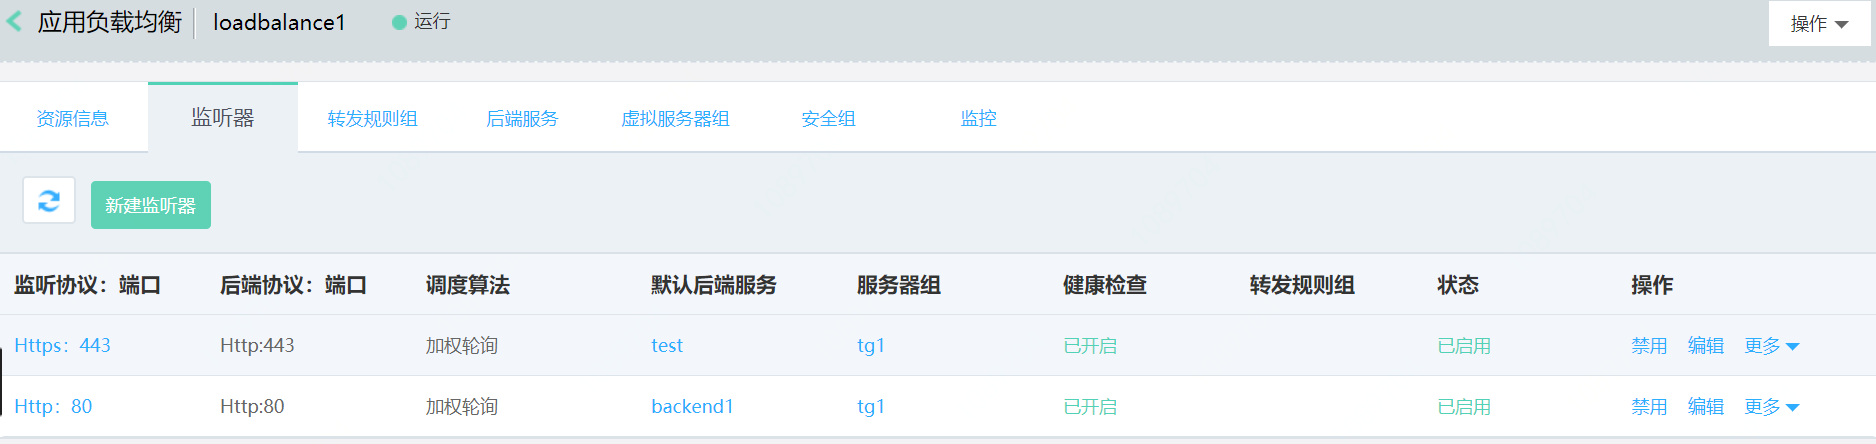 应用负载均衡 loadbalance1 运行 操作
资源信息 监听器 转发规则组 后端服务 虚拟服务器组 安全组 监控
新建监听器
监听协议：端口 后端协议：端口 调度算法 默认后端服务 服务器组 健康检查 转发规则组 状态 操作
Https：443 Http:443 加权轮询 test tg1 已开启 已启用 禁用 编辑 更多
Http：80 Http:80 加权轮询 backend1 tg1 已开启 已启用 禁用 编辑 更多